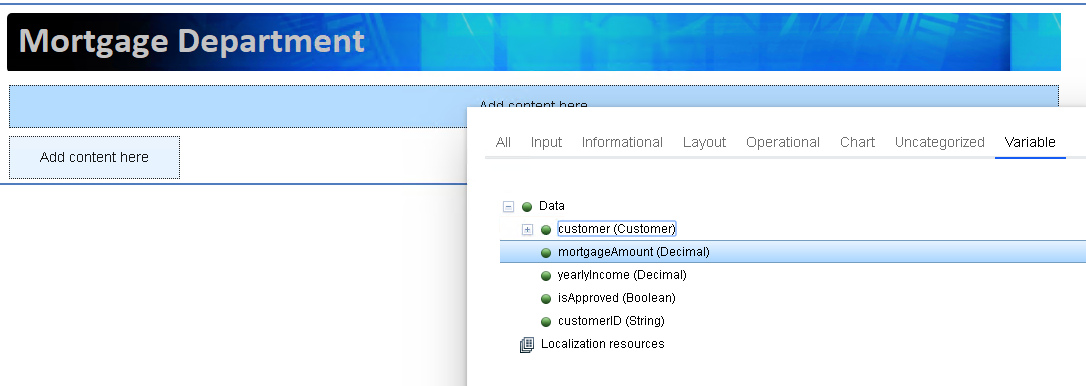 Mortgage Department
Add content here
Add content here
All Input Informational Layout Operational Chart Uncategorized Variable
Data
customer (Customer)
mortgageAmount (Decimal)
yearlyIncome (Decimal)
isApproved (Boolean)
customerID (String)
Localization resources